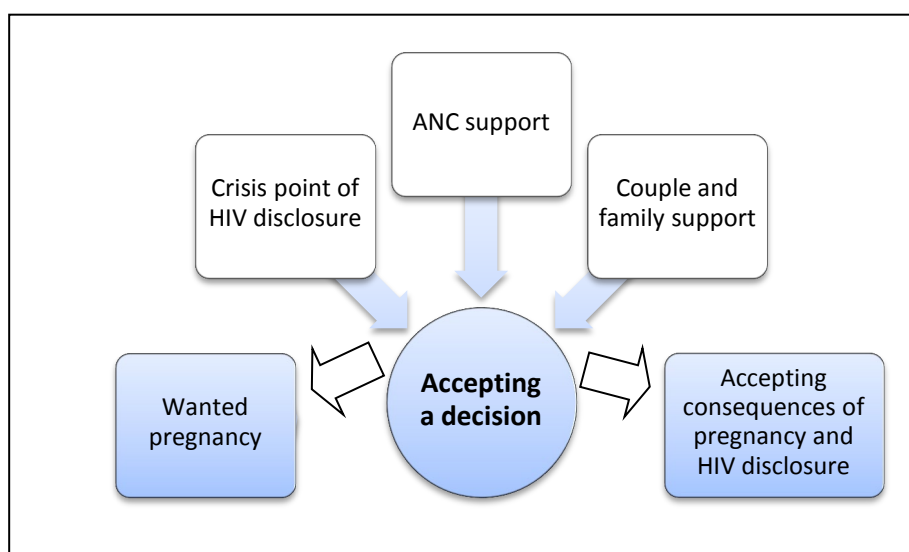 ANC support
Crisis point of
HIV disclosure
Couple and
family support
Accepting
a decision
Wanted
pregnancy
Accepting
consequences of
pregnancy and
HIV disclosure